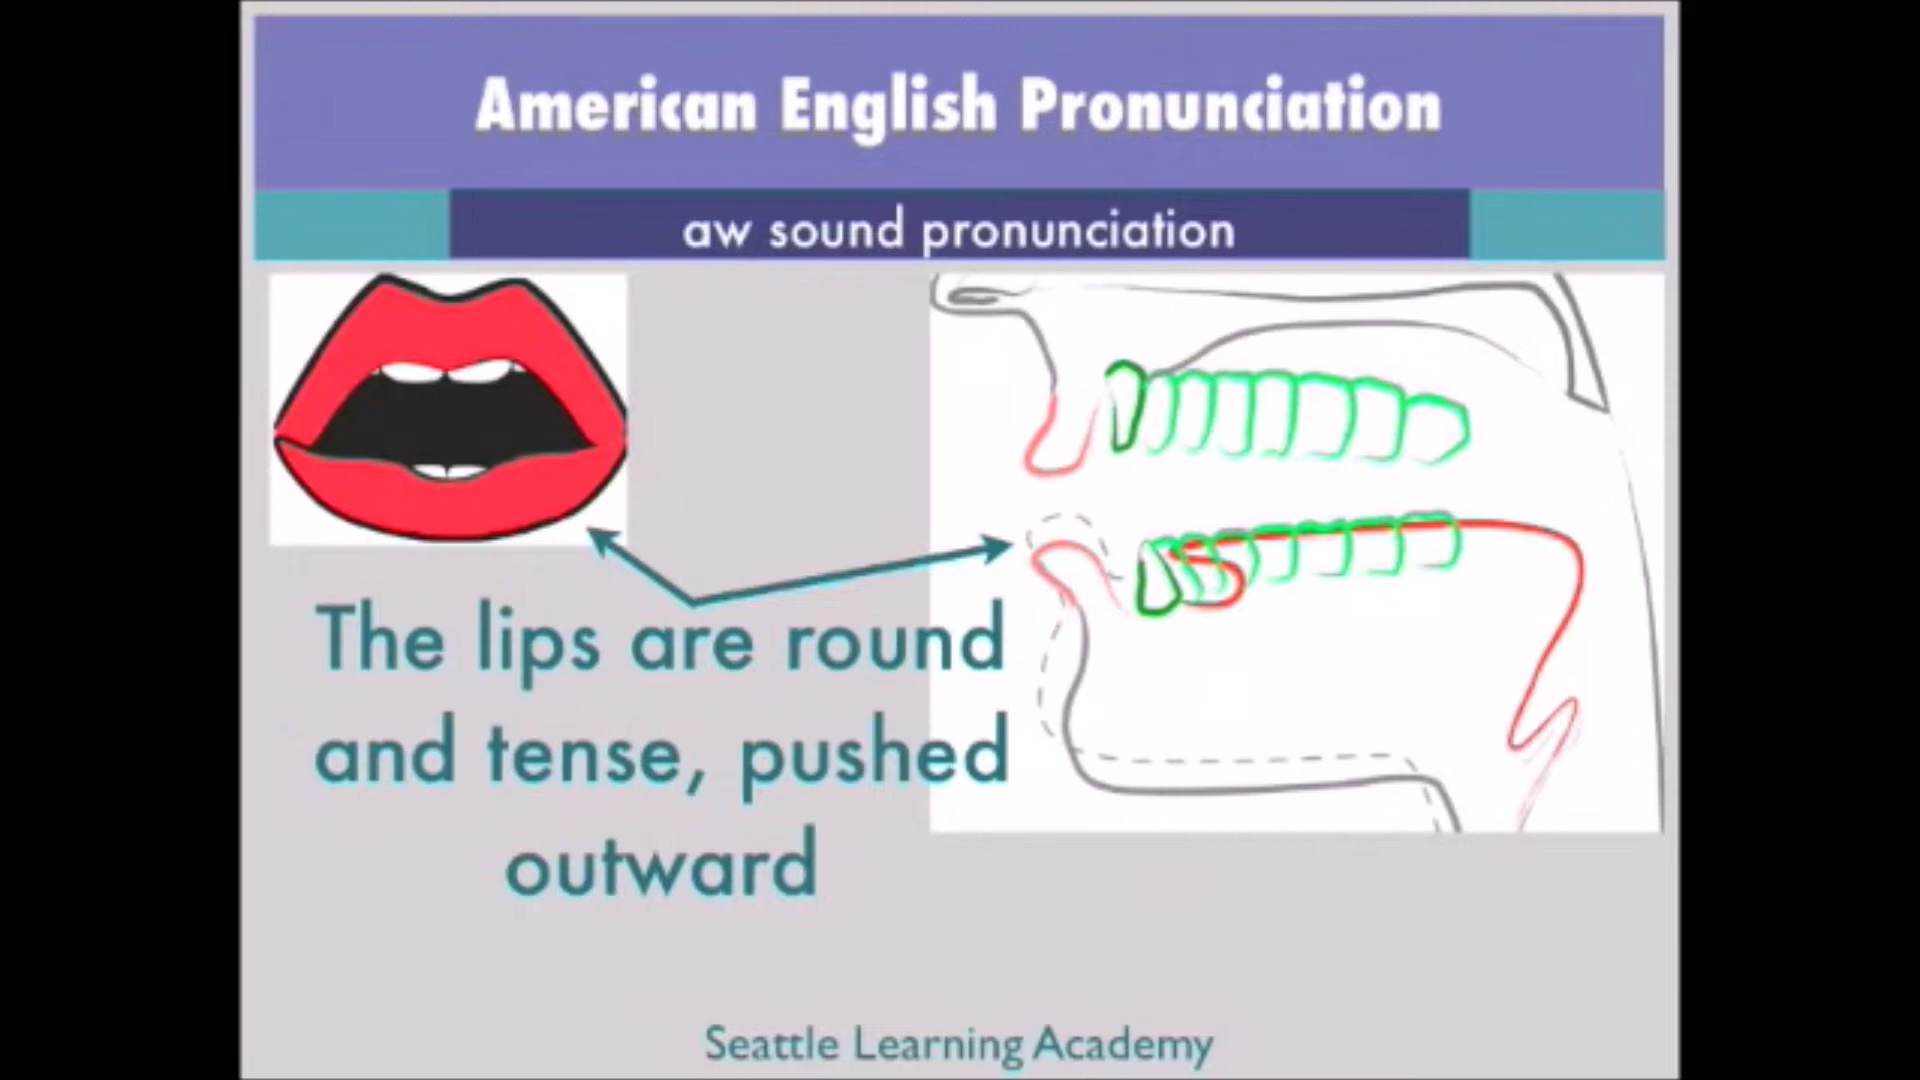 American English Pronunciation
aw sound pronunciation
The lips are round
and tense, pushed
outward
Seattle Learning Academy